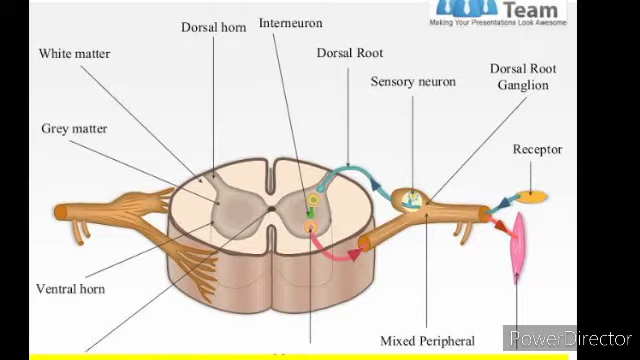 Team
Making Your Presentations Look Awesome
Dorsal horn
Interneuron
White matter
Dorsal Root
Sensory neuron
Dorsal Root
Ganglion
Grey matter
Receptor
Ventral horn
Mixed Peripheral
PowerDirector